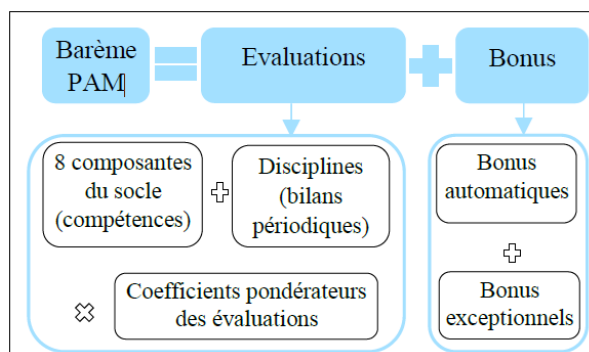 Barème
PAM
Evaluations
Bonus
8 composantes
du socle
(compétences)
Disciplines
(bilans
périodiques)
Coefficients pondérateurs
des évaluations
Bonus
automatiques
Bonus
exceptionnels